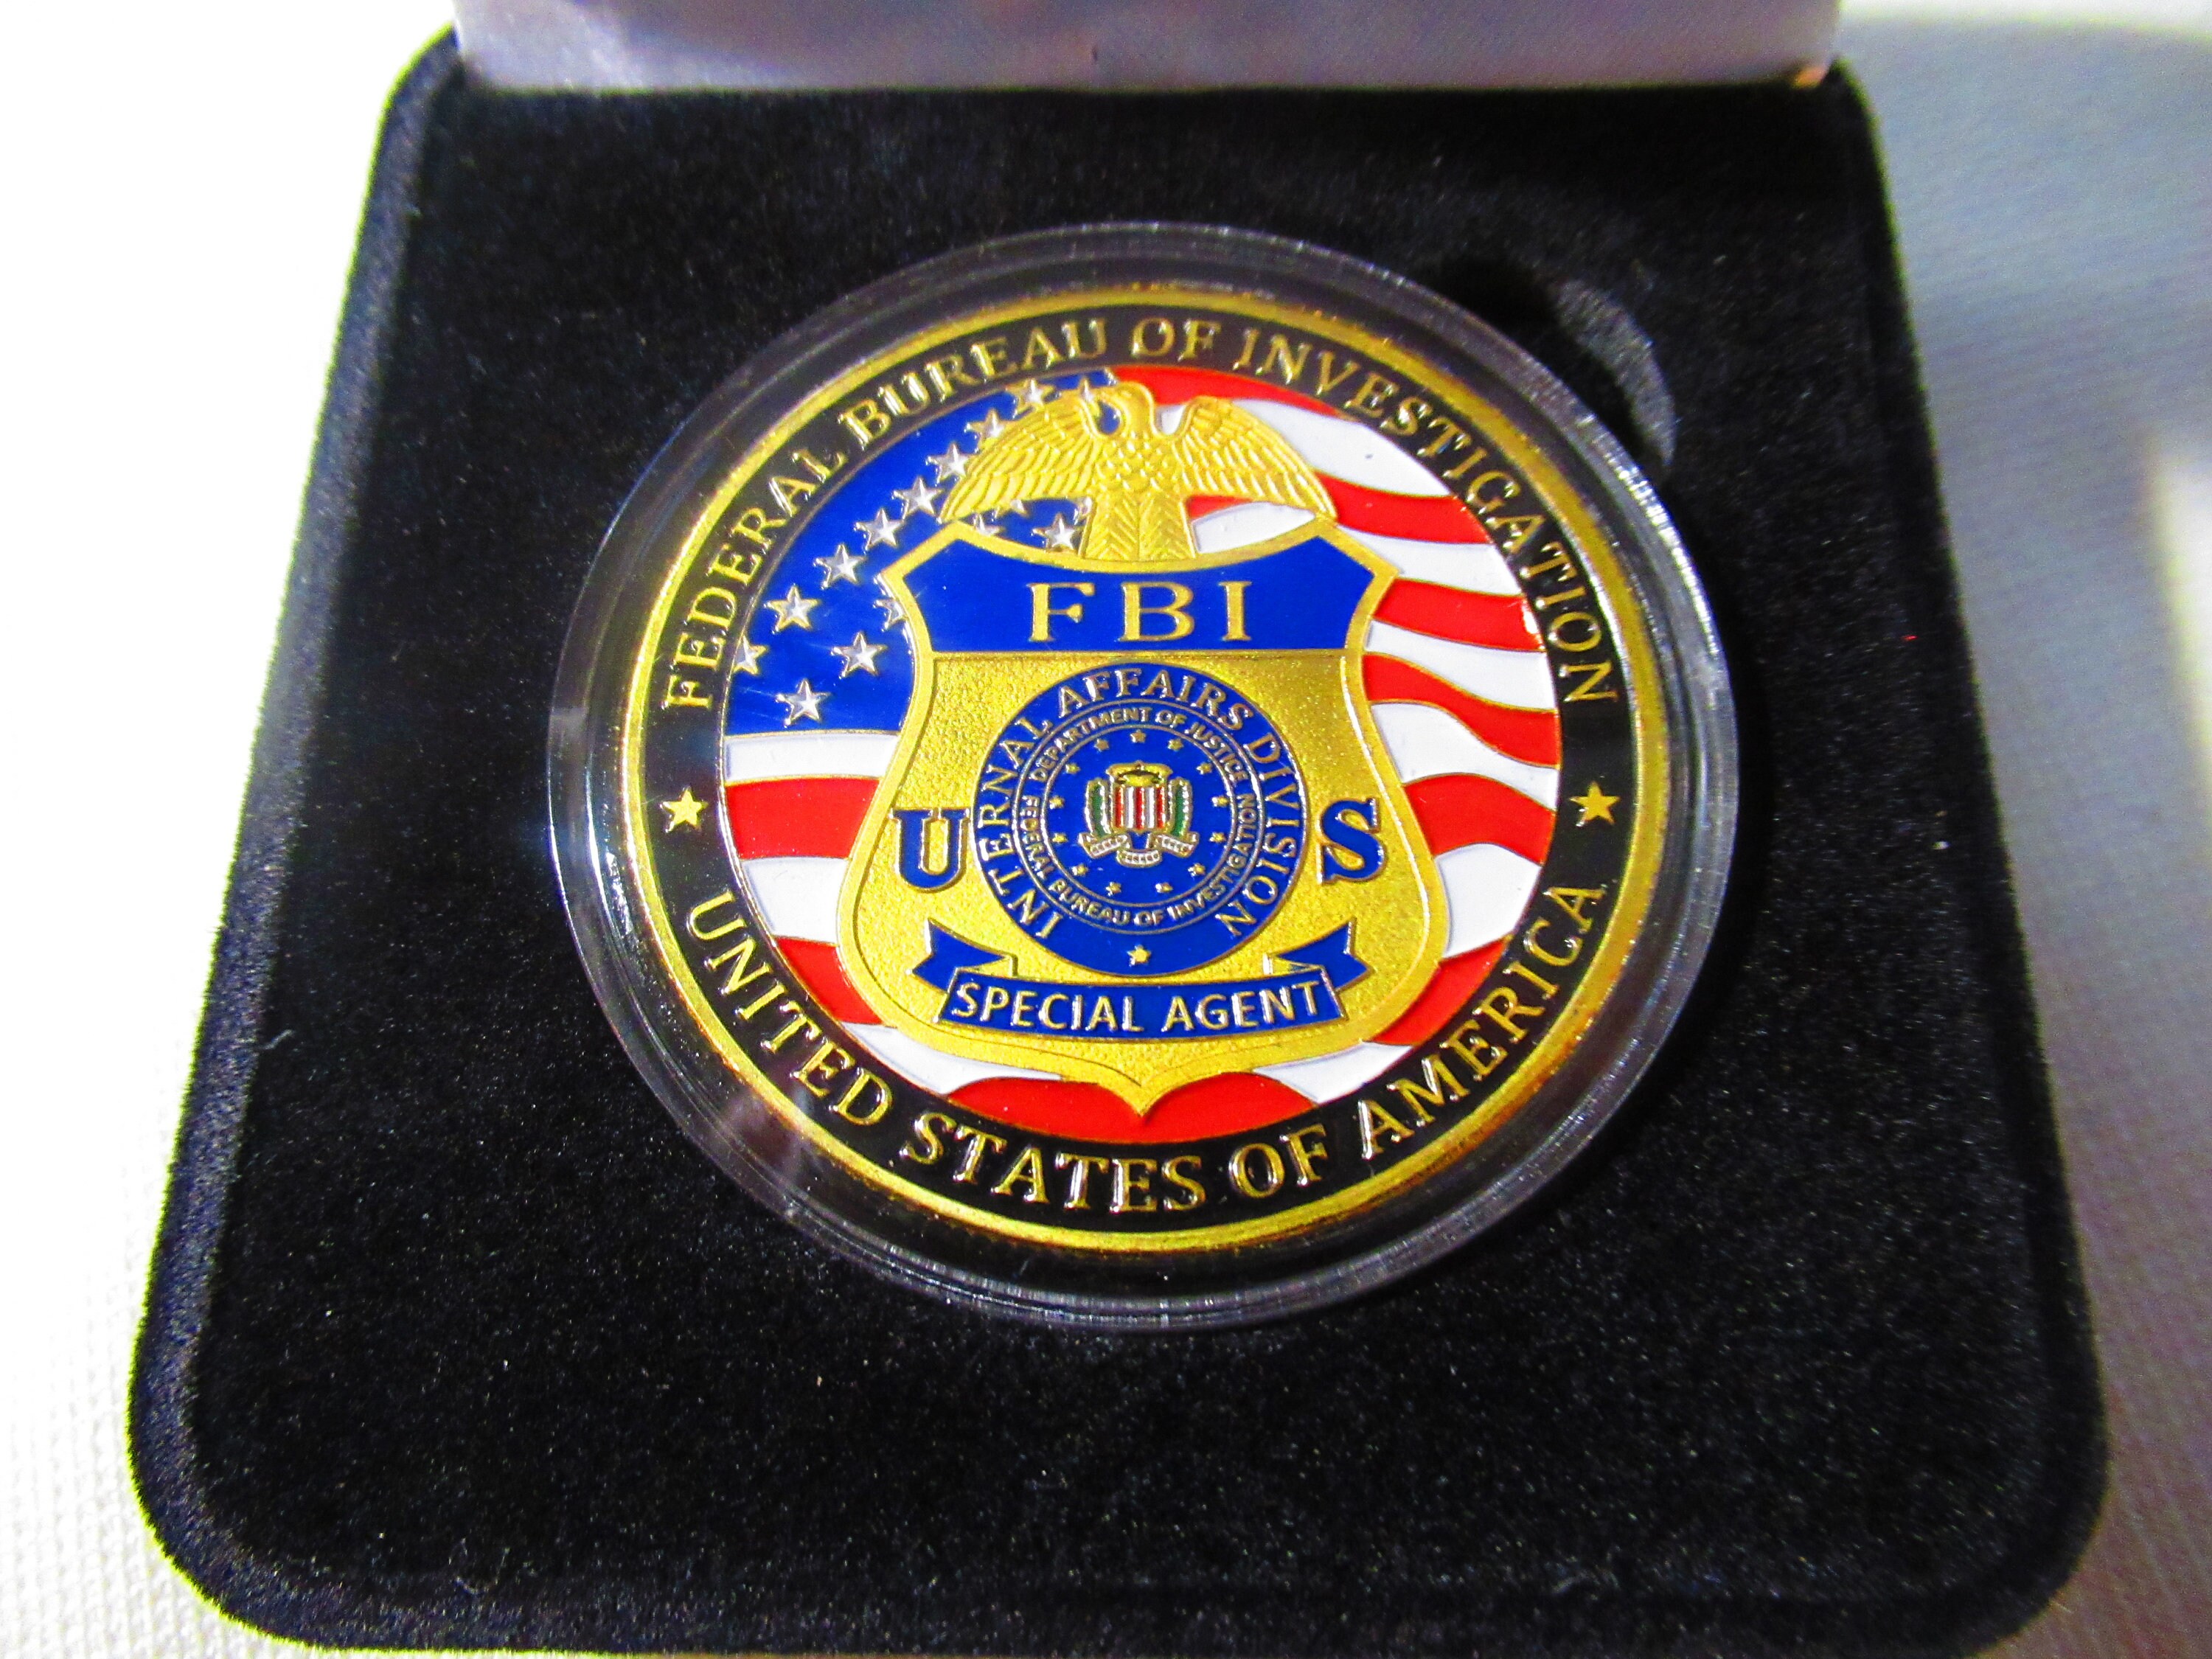 FEDERAL BUREAU OF INVESTIGATION
FBI
INTERNAL AFFAIRS DIVISION
DEPARTMENT OF JUSTICE
FEDERAL BUREAU OF INVESTIGATION
U S
SPECIAL AGENT
UNITED STATES OF AMERICA